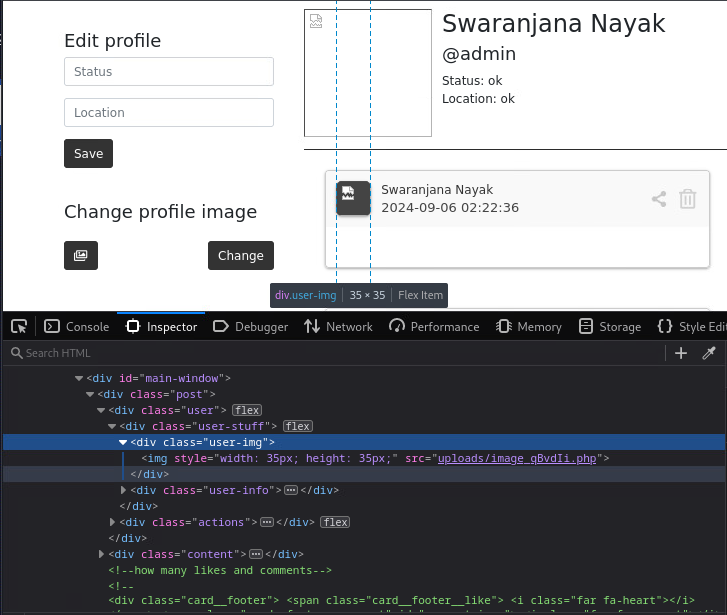 Edit profile
Status
Location
Save
Change profile image
Change
Swaranjana Nayak
@admin
Status: ok
Location: ok
Swaranjana Nayak
2024-09-06 02:22:36
div.user-img 35 × 35 Flex Item
Console Inspector Debugger Network Performance Memory Storage Style Edi
Search HTML
<div id="main-window">
<div class="post">
<div class="user"> flex
<div class="user-stuff"> flex
<div class="user-img">
<img style="width: 35px; height: 35px;" src="uploads/image_qBvdIi.php">
</div>
<div class="user-info"> ••• </div>
</div>
<div class="actions"> ••• </div> flex
</div>
<div class="content"> ••• </div>
<!--how many likes and comments-->
<!--
<div class="card__footer"> <span class="card__footer__like"> <i class="far fa-heart"></i>